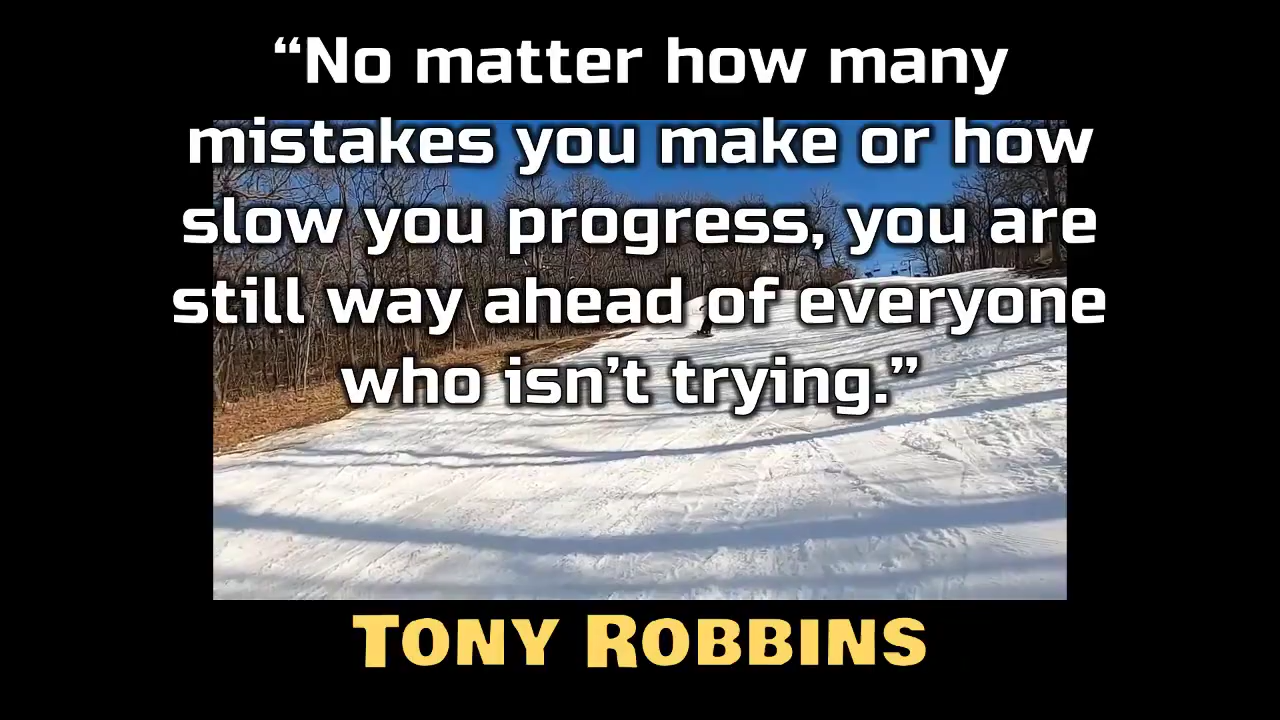 “No matter how many
mistakes you make or how
slow you progress, you are
still way ahead of everyone
who isn’t trying.”
Tony Robbins